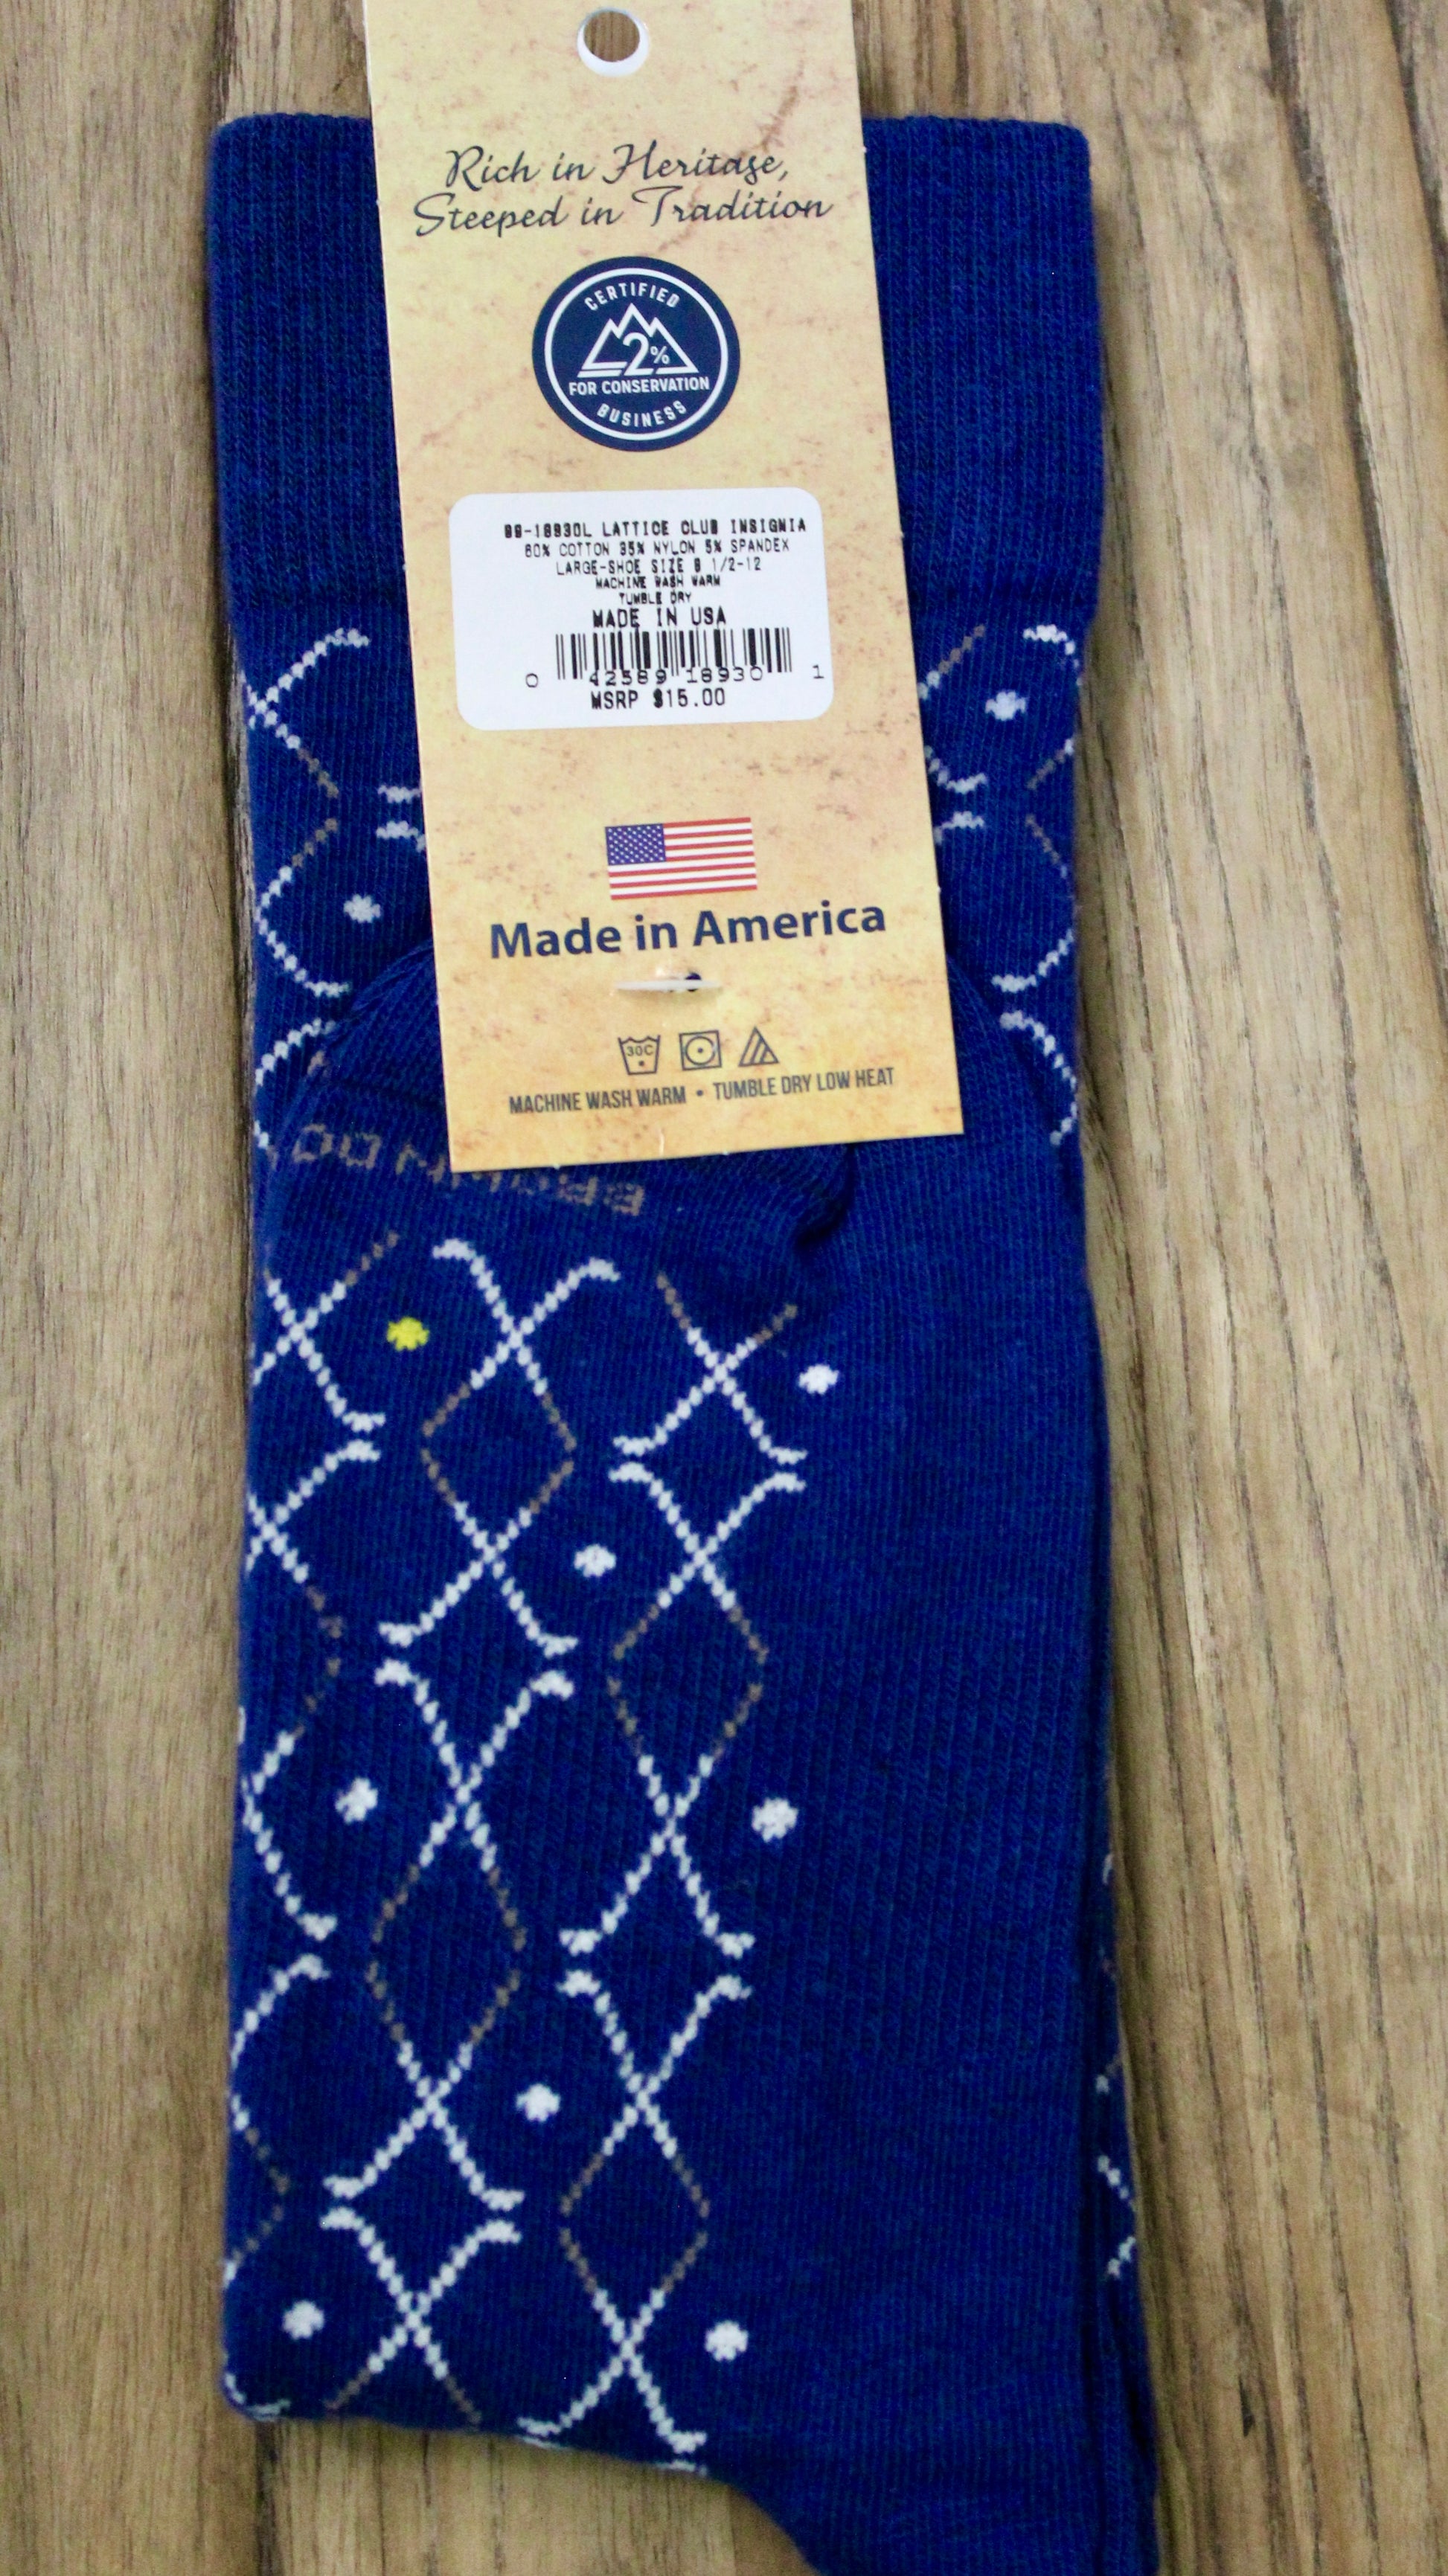 Rich in Heritage,
Steeped in Tradition
CERTIFIED
2%
FOR CONSERVATION
BUSINESS
LATTICE CLUB INSIGNIA
60% COTTON 35% NYLON 5% SPANDEX
LARGE-SHOE SIZE 8 1/2-12
MACHINE WASH WARM
TUMBLE DRY
MADE IN USA
0 42589 18930 1
MSRP $15.00
Made in America
30C
MACHINE WASH WARM • TUMBLE DRY LOW HEAT